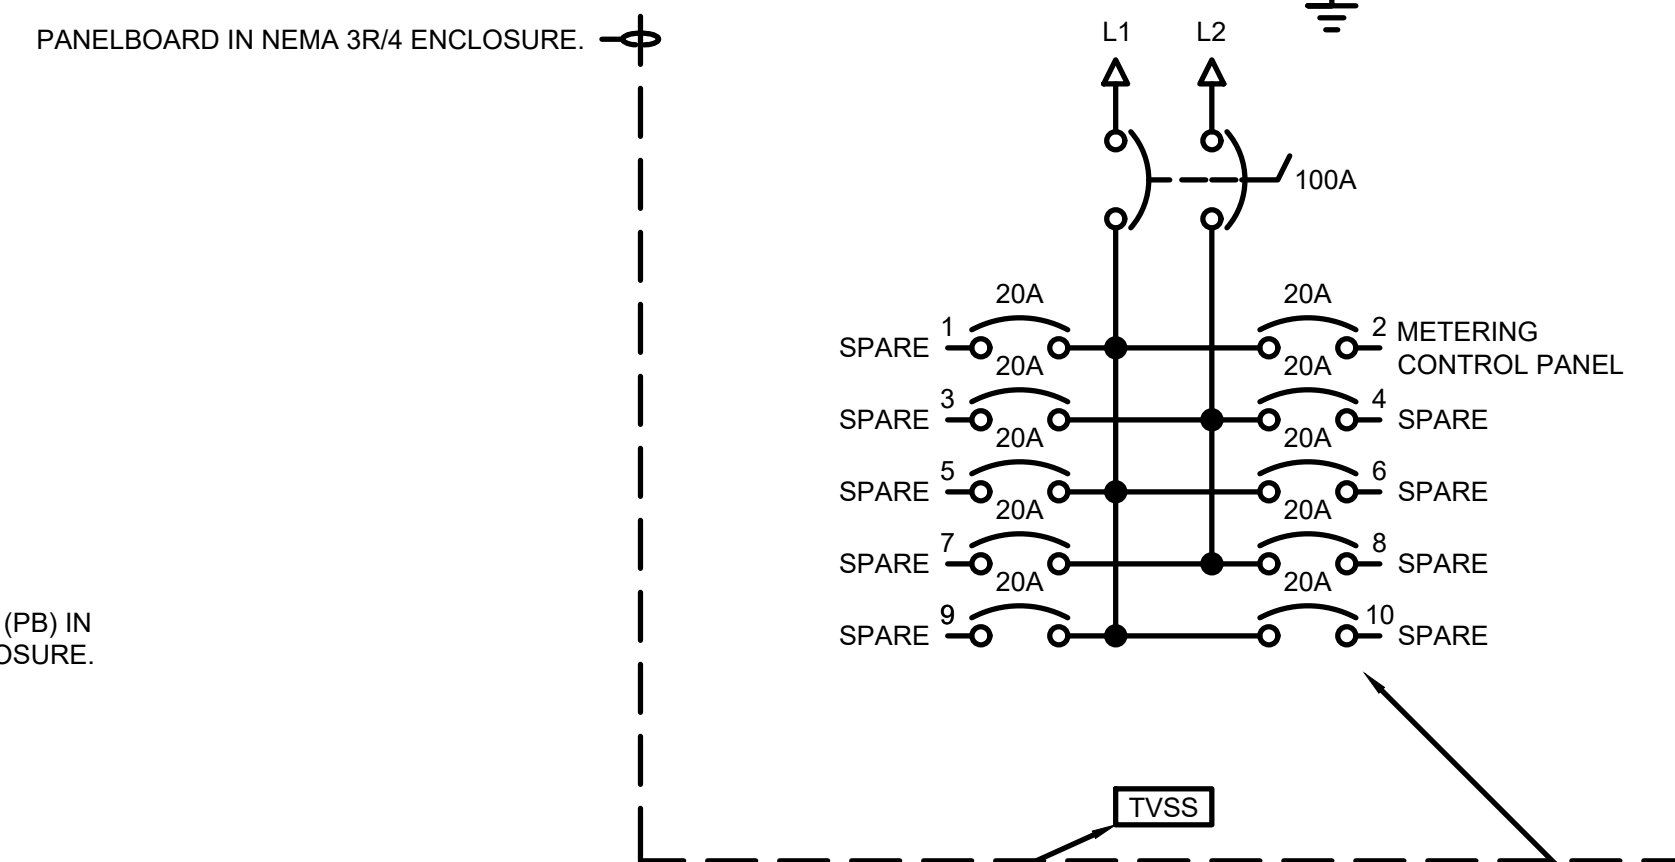 PANELBOARD IN NEMA 3R/4 ENCLOSURE.
L1 L2
100A
20A 20A
SPARE 1 2 METERING
CONTROL PANEL
20A 20A
SPARE 3 4 SPARE
20A 20A
SPARE 5 6 SPARE
20A 20A
SPARE 7 8 SPARE
20A 20A
SPARE 9 10 SPARE
(PB) IN
OSURE.
TVSS